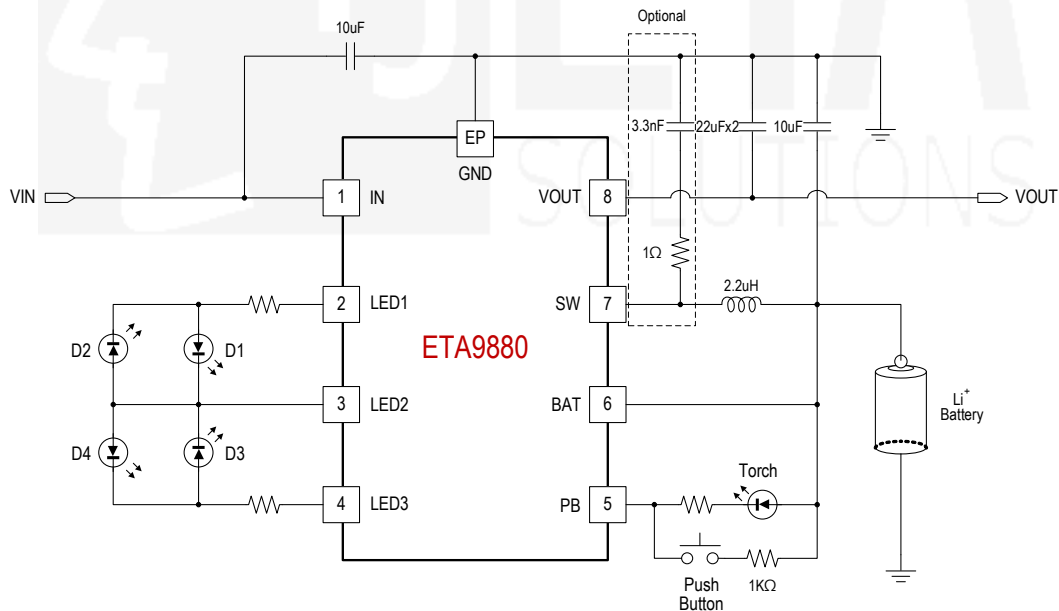 Optional
10uF
3.3nF
22uFx2
10uF
EP
GND
VIN
1
IN
VOUT
8
VOUT
SOLUTIONS
1Ω
2.2uH
2
LED1
SW
7
D2
D1
ETA9880
3
LED2
BAT
6
Li+
Battery
D4
D3
Torch
4
LED3
PB
5
Push
Button
1KΩ